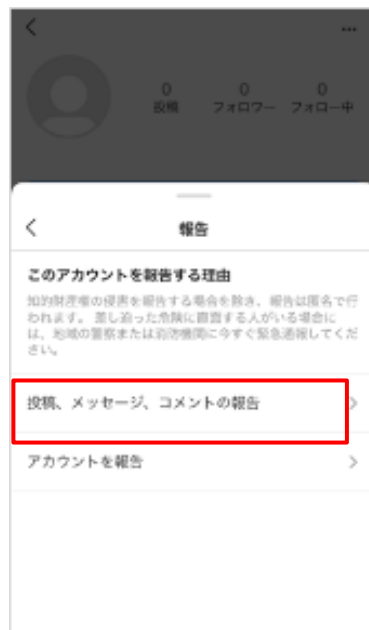 0 0 0
投稿 フォロワー フォロー中
報告
このアカウントを報告する理由
知的財産権の侵害を報告する場合を除き、報告は匿名で行
われます。 差し迫った危険に直面する人がいる場合に
は、地域の警察または消防機関に今すぐ緊急通報してくだ
さい。
投稿、メッセージ、コメントの報告
アカウントを報告